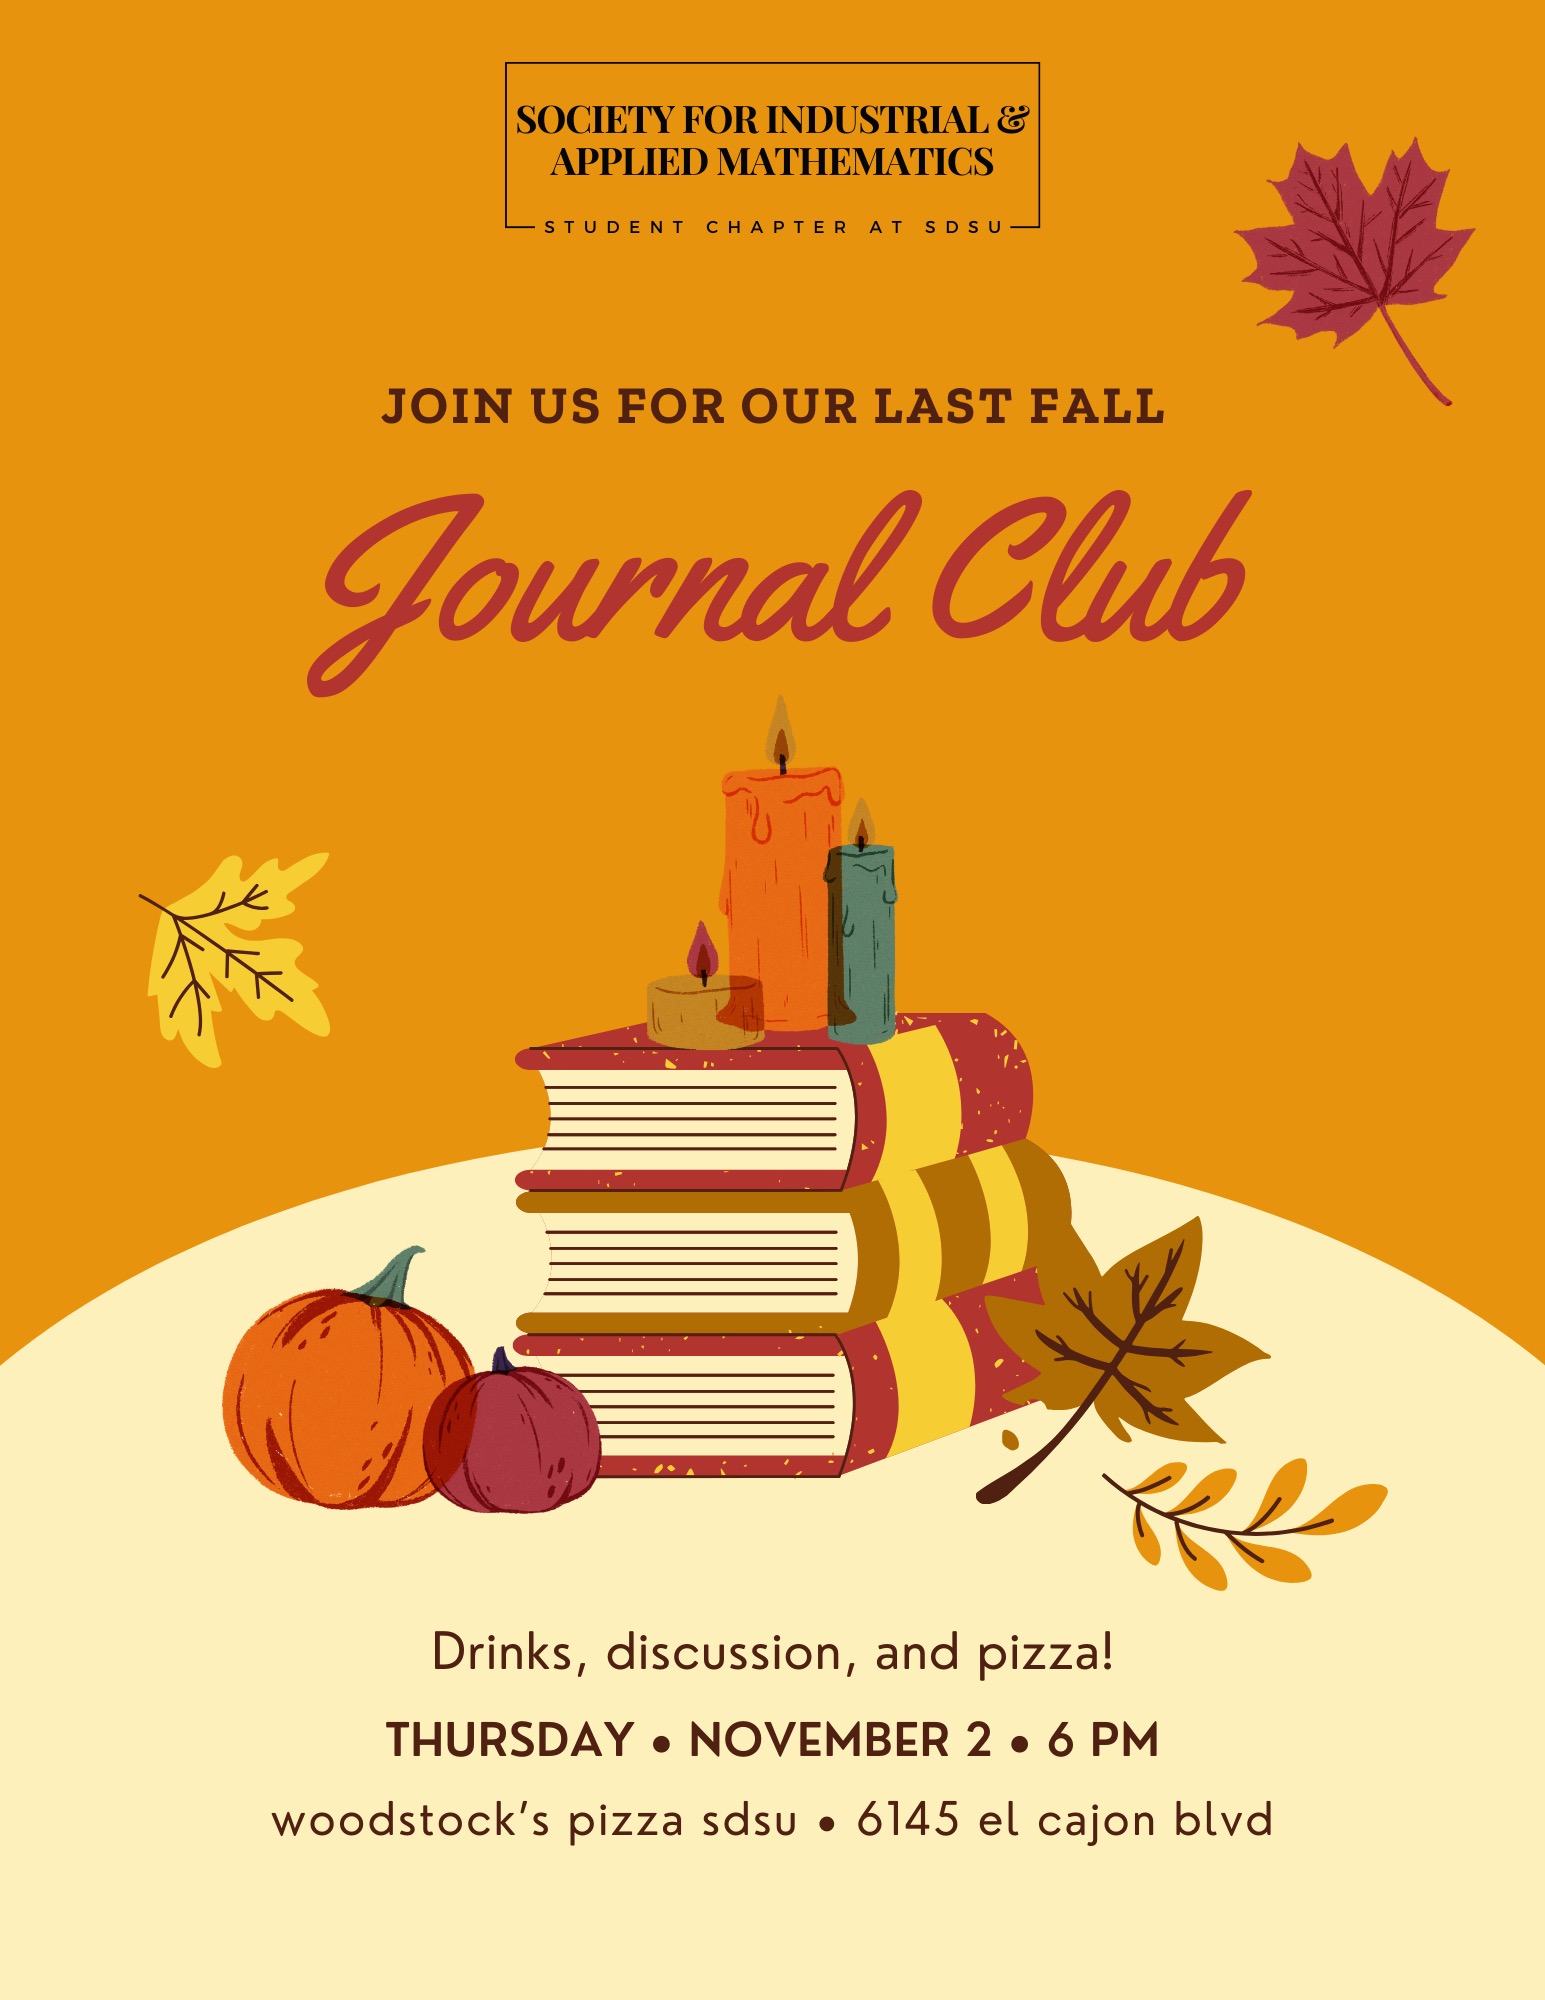 SOCIETY FOR INDUSTRIAL &
APPLIED MATHEMATICS
STUDENT CHAPTER AT SDSU
JOIN US FOR OUR LAST FALL
Journal Club
Drinks, discussion, and pizza!
THURSDAY • NOVEMBER 2 • 6 PM
woodstock's pizza sdsu • 6145 el cajon blvd